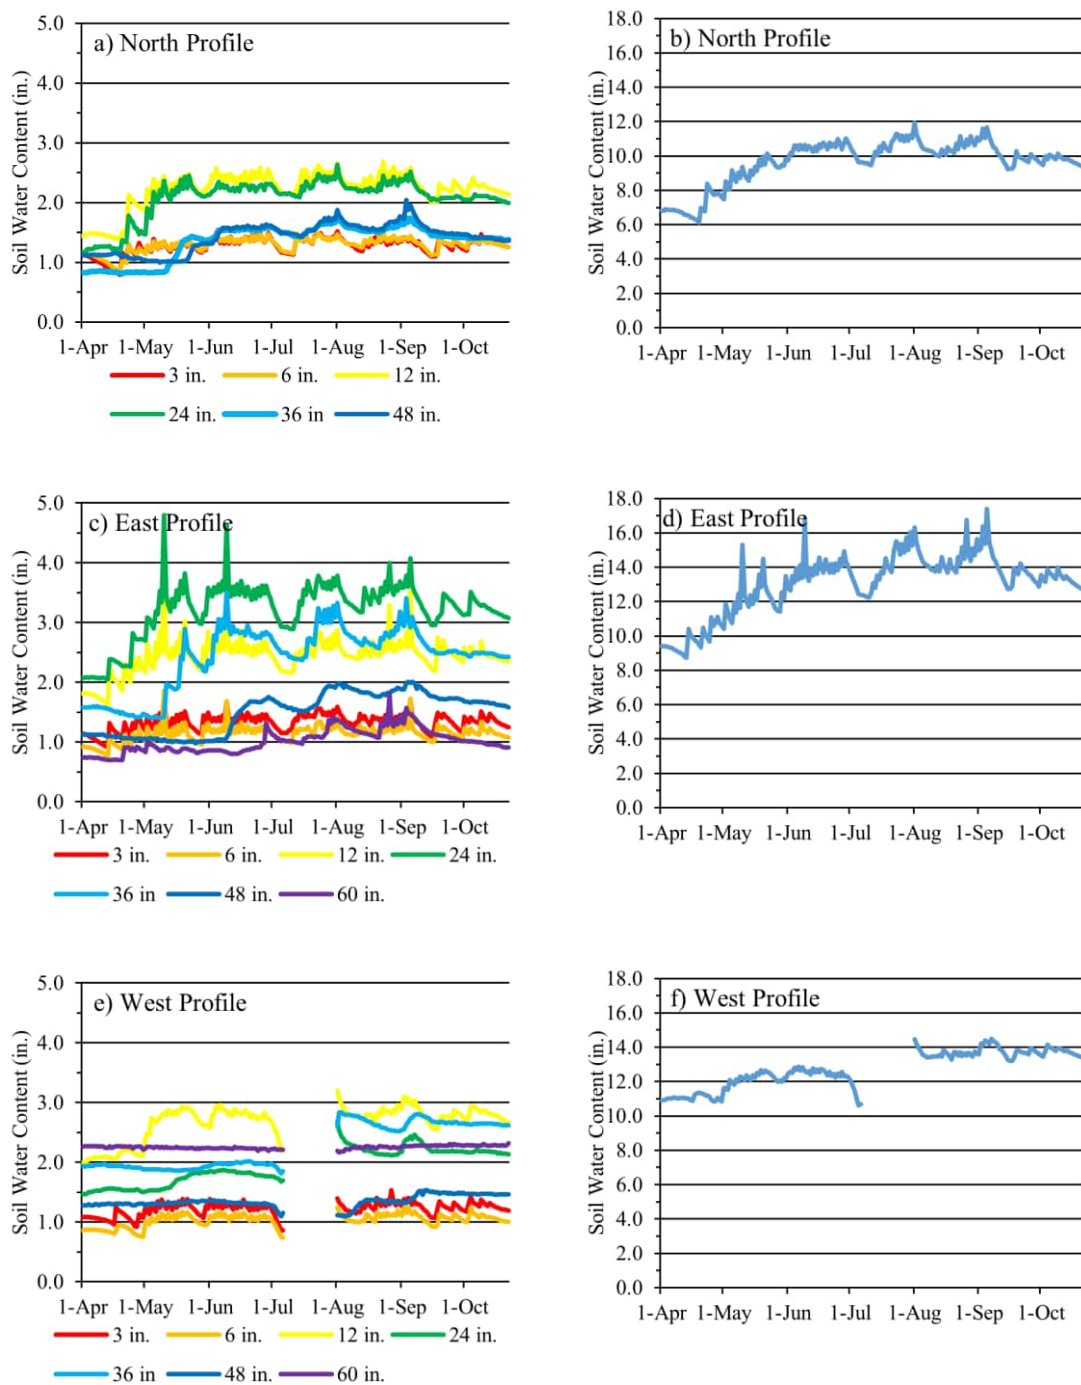 a) North Profile
Soil Water Content (in.)
5.0
4.0
3.0
2.0
1.0
0.0
1-Apr 1-May 1-Jun 1-Jul 1-Aug 1-Sep 1-Oct
3 in. 6 in. 12 in.
24 in. 36 in 48 in.
b) North Profile
Soil Water Content (in.)
18.0
16.0
14.0
12.0
10.0
8.0
6.0
4.0
2.0
0.0
1-Apr 1-May 1-Jun 1-Jul 1-Aug 1-Sep 1-Oct
c) East Profile
Soil Water Content (in.)
5.0
4.0
3.0
2.0
1.0
0.0
1-Apr 1-May 1-Jun 1-Jul 1-Aug 1-Sep 1-Oct
3 in. 6 in. 12 in. 24 in.
36 in 48 in. 60 in.
d) East Profile
Soil Water Content (in.)
18.0
16.0
14.0
12.0
10.0
8.0
6.0
4.0
2.0
0.0
1-Apr 1-May 1-Jun 1-Jul 1-Aug 1-Sep 1-Oct
e) West Profile
Soil Water Content (in.)
5.0
4.0
3.0
2.0
1.0
0.0
1-Apr 1-May 1-Jun 1-Jul 1-Aug 1-Sep 1-Oct
3 in. 6 in. 12 in. 24 in.
36 in 48 in. 60 in.
f) West Profile
Soil Water Content (in.)
18.0
16.0
14.0
12.0
10.0
8.0
6.0
4.0
2.0
0.0
1-Apr 1-May 1-Jun 1-Jul 1-Aug 1-Sep 1-Oct